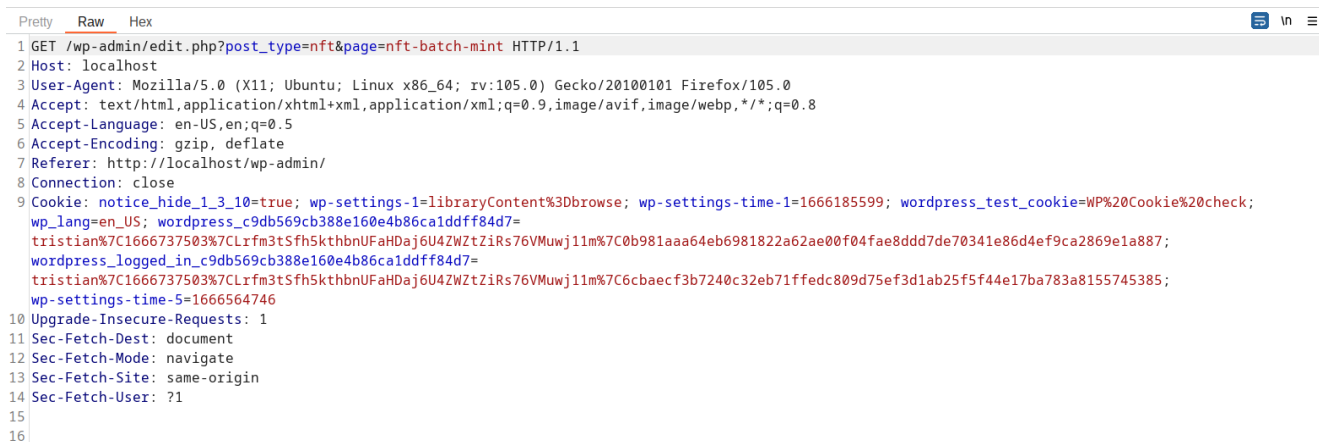 Pretty Raw Hex
\n
1 GET /wp-admin/edit.php?post_type=nft&page=nft-batch-mint HTTP/1.1
2 Host: localhost
3 User-Agent: Mozilla/5.0 (X11; Ubuntu; Linux x86_64; rv:105.0) Gecko/20100101 Firefox/105.0
4 Accept: text/html,application/xhtml+xml,application/xml;q=0.9,image/avif,image/webp,*/*;q=0.8
5 Accept-Language: en-US,en;q=0.5
6 Accept-Encoding: gzip, deflate
7 Referer: http://localhost/wp-admin/
8 Connection: close
9 Cookie: notice_hide_1_3_10=true; wp-settings-1=libraryContent%3Dbrowse; wp-settings-time-1=1666185599; wordpress_test_cookie=WP%20Cookie%20check;
wp_lang=en_US; wordpress_c9db569cb388e160e4b86ca1ddff84d7=
tristian%7C1666737503%7CLrfm3tSfh5kthbnUFaHDaj6U4ZWZtZiRs76VMuwj11m%7C0b981aaa64eb6981822a62ae00f04fae8ddd7de70341e86d4ef9ca2869e1a887;
wordpress_logged_in_c9db569cb388e160e4b86ca1ddff84d7=
tristian%7C1666737503%7CLrfm3tSfh5kthbnUFaHDaj6U4ZWZtZiRs76VMuwj11m%7C6cbaecf3b7240c32eb71ffedc809d75ef3d1ab25f5f44e17ba783a8155745385;
wp-settings-time-5=1666564746
10 Upgrade-Insecure-Requests: 1
11 Sec-Fetch-Dest: document
12 Sec-Fetch-Mode: navigate
13 Sec-Fetch-Site: same-origin
14 Sec-Fetch-User: ?1
15
16